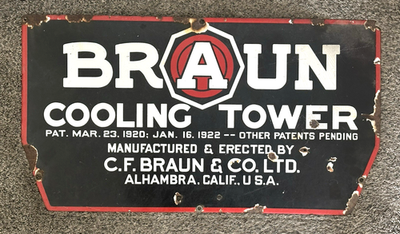 BRAUN
COOLING TOWER
PAT. MAR. 23. 1920; JAN. 16. 1922 -- OTHER PATENTS PENDING
MANUFACTURED & ERECTED BY
C.F. BRAUN & CO. LTD.
ALHAMBRA, CALIF., U.S.A.